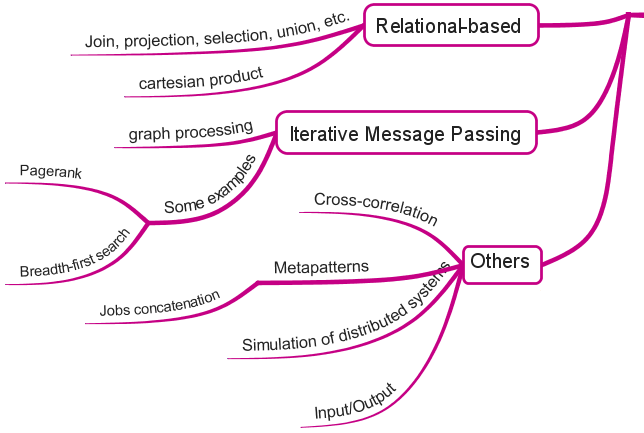 Relational-based
Join, projection, selection, union, etc.
cartesian product
Iterative Message Passing
graph processing
Some examples
Pagerank
Breadth-first search
Others
Cross-correlation
Metapatterns
Jobs concatenation
Simulation of distributed systems
Input/Output